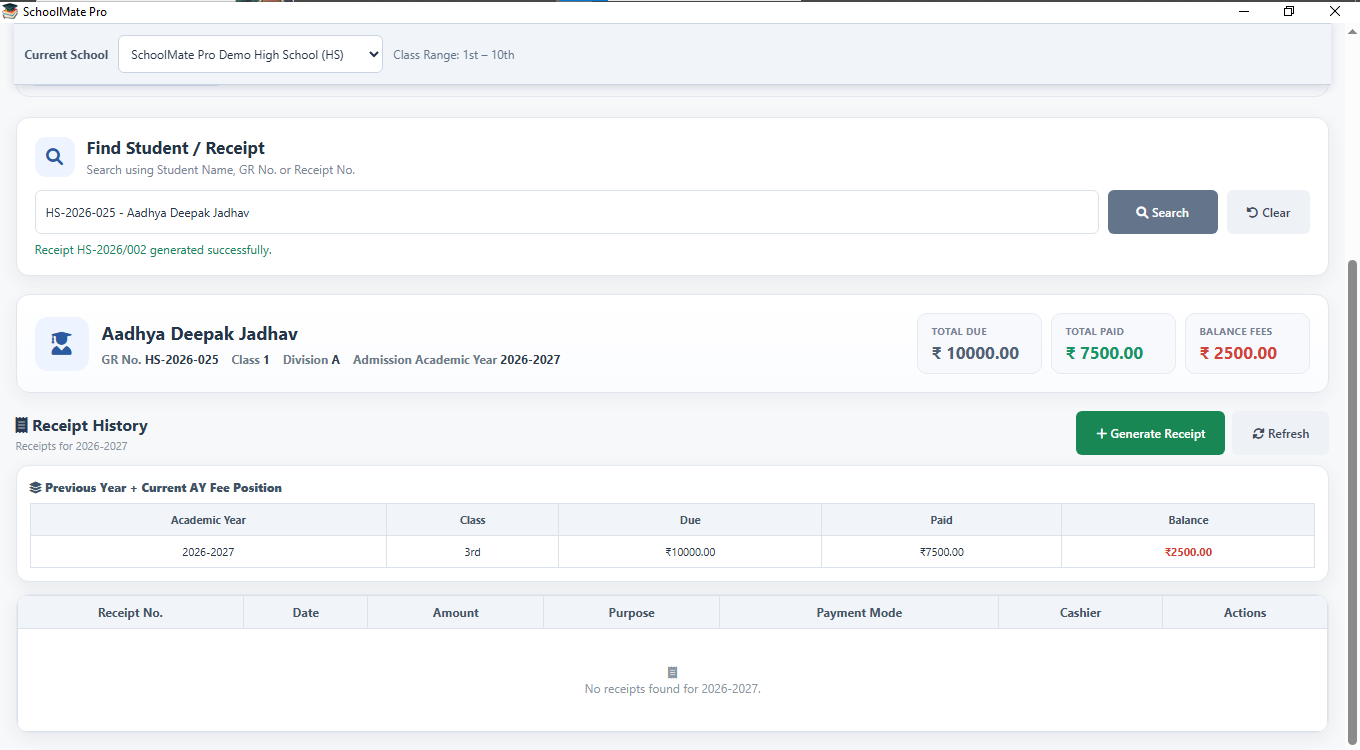 SchoolMate Pro
Current School SchoolMate Pro Demo High School (HS) Class Range: 1st – 10th
Find Student / Receipt
Search using Student Name, GR No. or Receipt No.
HS-2026-025 - Aadhya Deepak Jadhav Search Clear
Receipt HS-2026/002 generated successfully.
Aadhya Deepak Jadhav
GR No. HS-2026-025 Class 1 Division A Admission Academic Year 2026-2027
TOTAL DUE TOTAL PAID BALANCE FEES
₹ 10000.00 ₹ 7500.00 ₹ 2500.00
Receipt History
Receipts for 2026-2027
+ Generate Receipt Refresh
Previous Year + Current AY Fee Position
Academic Year Class Due Paid Balance
2026-2027 3rd ₹10000.00 ₹7500.00 ₹2500.00
Receipt No. Date Amount Purpose Payment Mode Cashier Actions
No receipts found for 2026-2027.